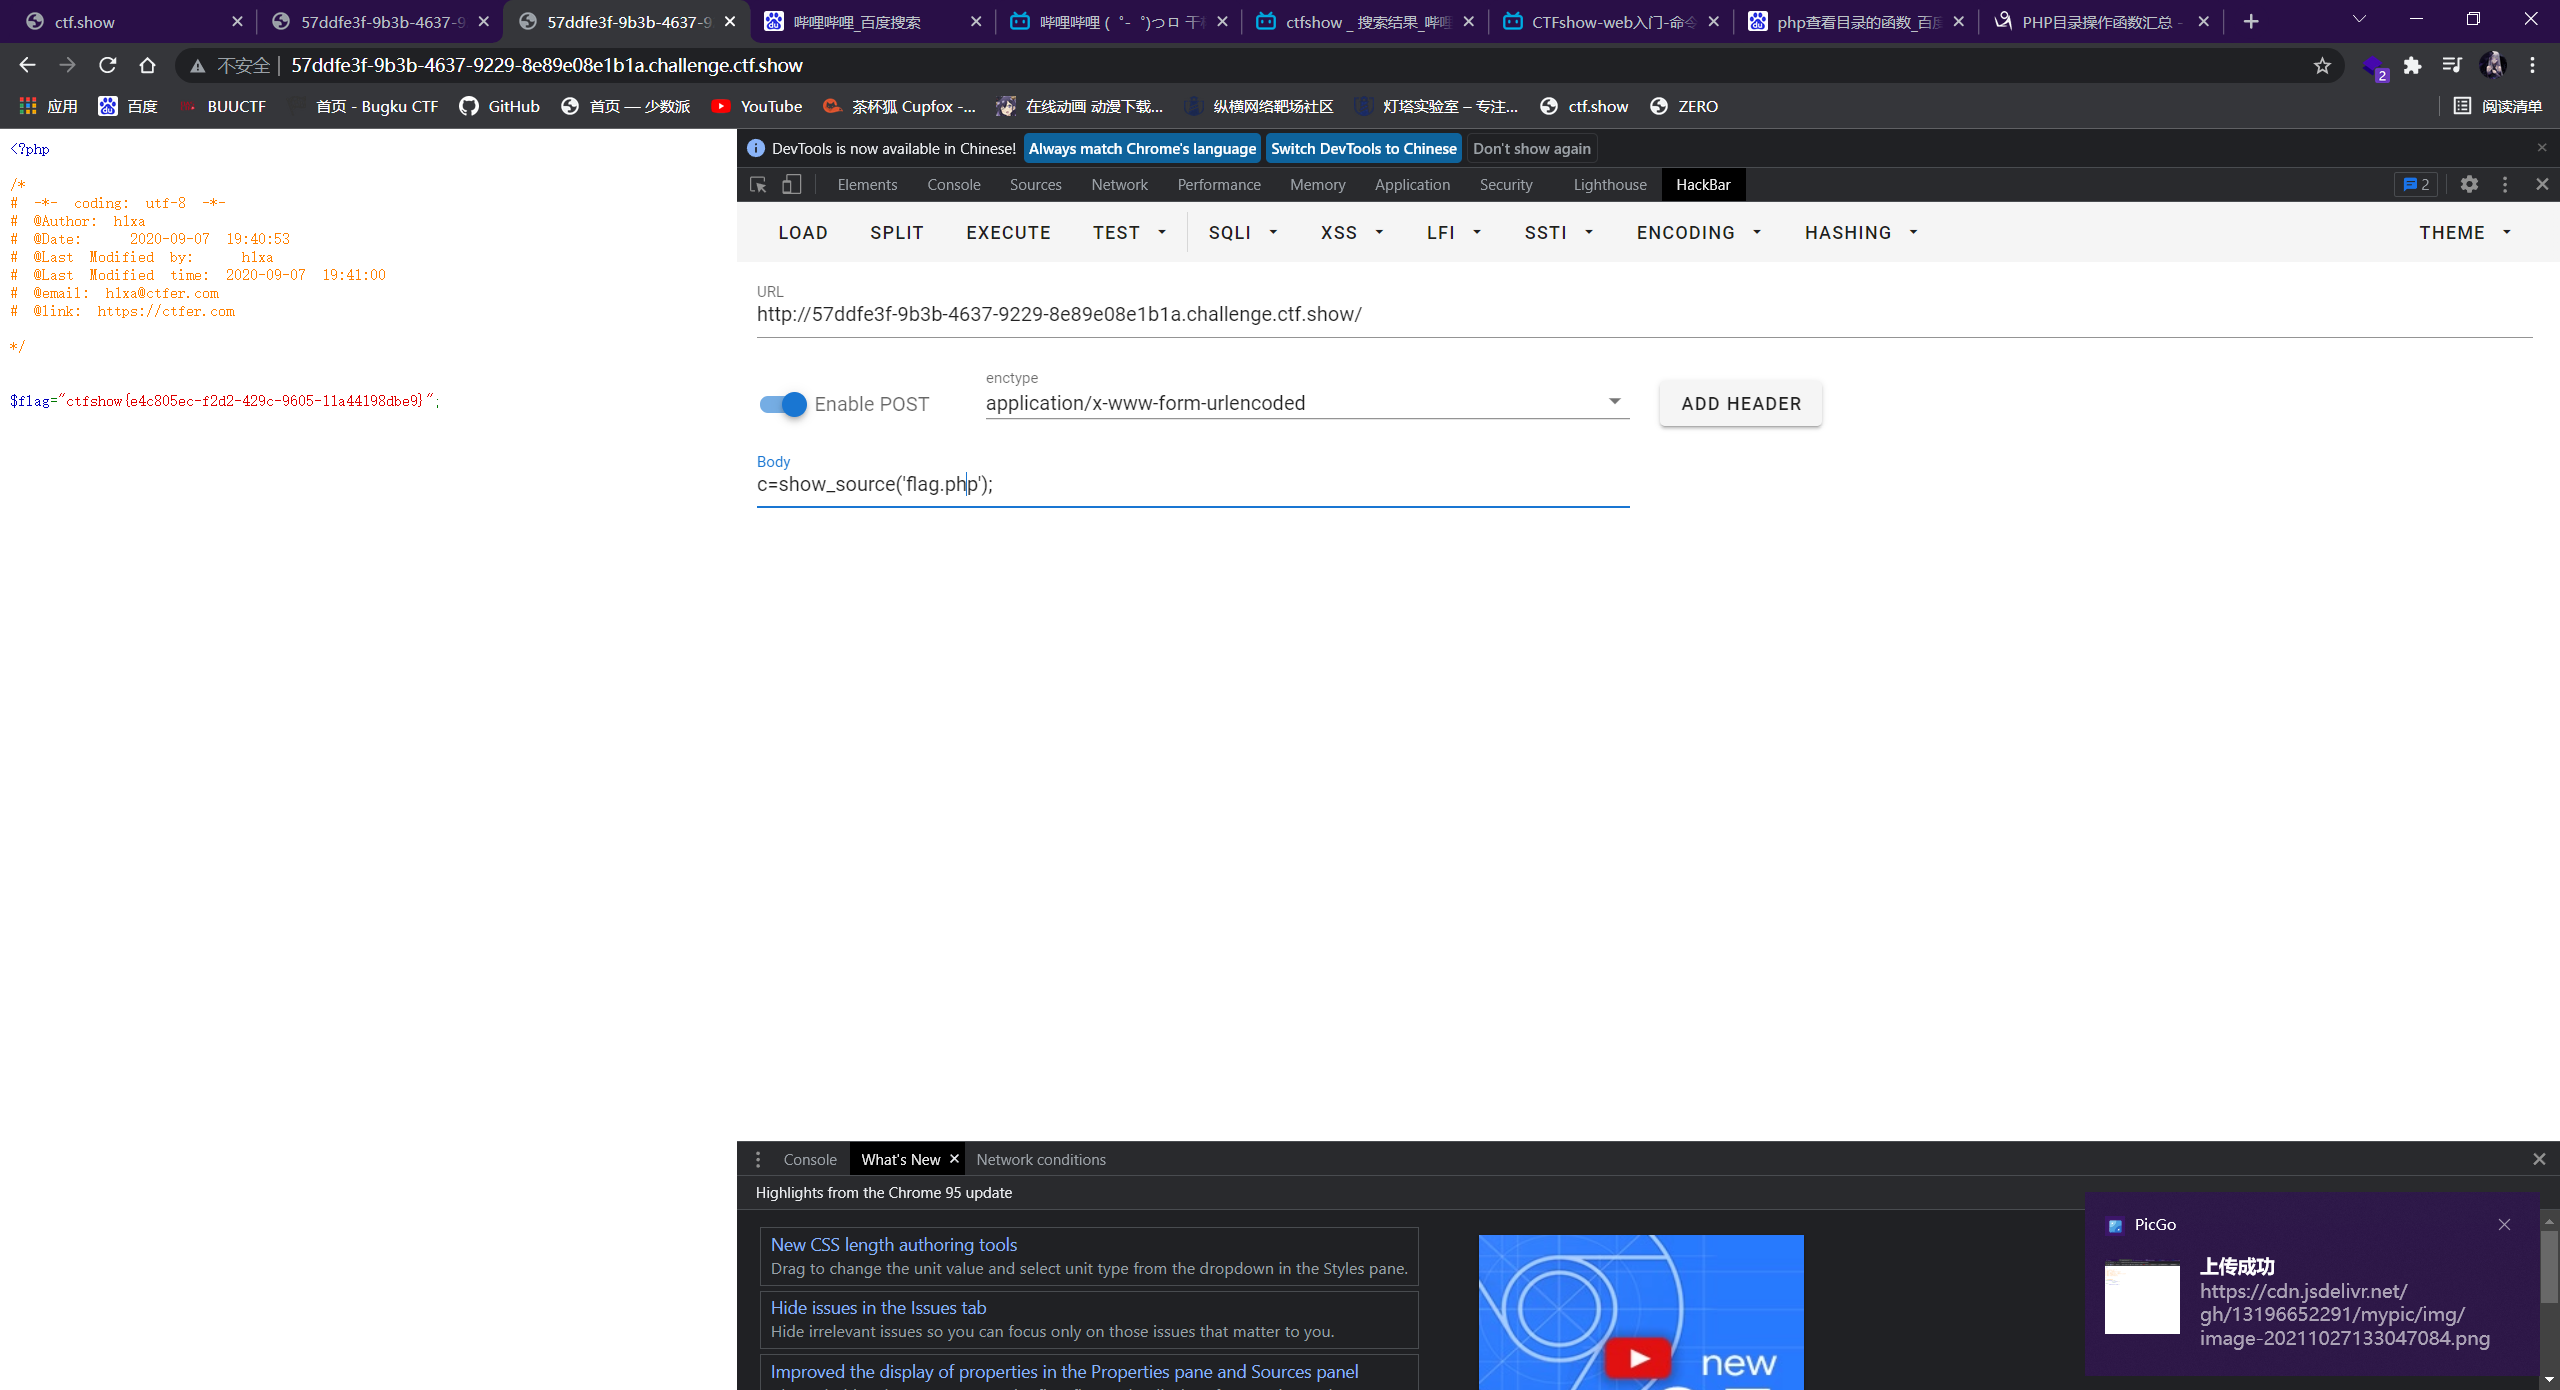 ctf.show
57ddfe3f-9b3b-4637-9
57ddfe3f-9b3b-4637-9
哔哩哔哩_百度搜索
哔哩哔哩 (゜-゜)つロ 干杯
ctfshow _ 搜索结果_哔哩
CTFshow-web入门-命令
php查看目录的函数_百度
PHP目录操作函数汇总 -
不安全 | 57ddfe3f-9b3b-4637-9229-8e89e08e1b1a.challenge.ctf.show
2
应用
百度
BUUCTF
首页 - Bugku CTF
GitHub
首页 — 少数派
YouTube
茶杯狐 Cupfox -...
在线动画 动漫下载...
纵横网络靶场社区
灯塔实验室 – 专注...
ctf.show
ZERO
阅读清单
<?php
/*
# -*- coding: utf-8 -*-
# @Author: h1xa
# @Date: 2020-09-07 19:40:53
# @Last Modified by: h1xa
# @Last Modified time: 2020-09-07 19:41:00
# @email: h1xa@ctfer.com
# @link: https://ctfer.com
*/
$flag="ctfshow{e4c805ec-f2d2-429c-9605-11a44198dbe9}";
DevTools is now available in Chinese!
Always match Chrome's language
Switch DevTools to Chinese
Don't show again
Elements
Console
Sources
Network
Performance
Memory
Application
Security
Lighthouse
HackBar
2
LOAD
SPLIT
EXECUTE
TEST
SQLI
XSS
LFI
SSTI
ENCODING
HASHING
THEME
URL
http://57ddfe3f-9b3b-4637-9229-8e89e08e1b1a.challenge.ctf.show/
Enable POST
enctype
application/x-www-form-urlencoded
ADD HEADER
Body
c=show_source('flag.php');
Console
What's New
Network conditions
Highlights from the Chrome 95 update
New CSS length authoring tools
Drag to change the unit value and select unit type from the dropdown in the Styles pane.
Hide issues in the Issues tab
Hide irrelevant issues so you can focus only on those issues that matter to you.
Improved the display of properties in the Properties pane and Sources panel
new
PicGo
上传成功
https://cdn.jsdelivr.net/
gh/13196652291/mypic/img/
image-20211027133047084.png